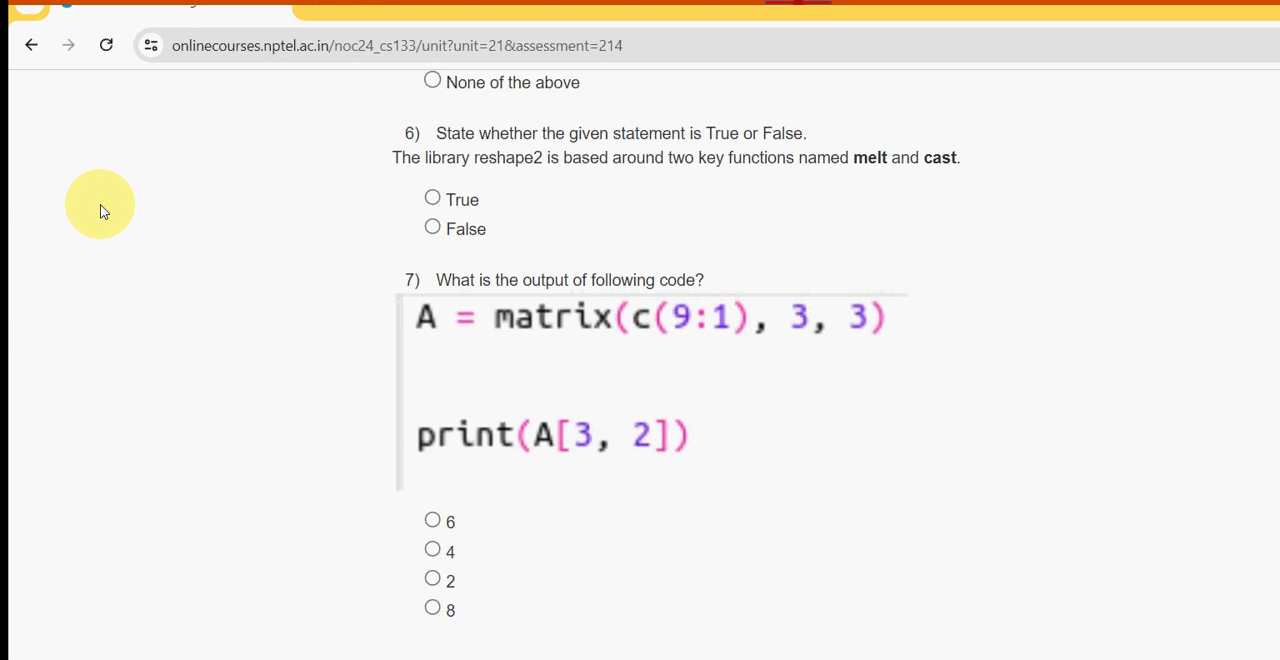 onlinecourses.nptel.ac.in/noc24_cs133/unit?unit=21&assessment=214
None of the above
6) State whether the given statement is True or False.
The library reshape2 is based around two key functions named melt and cast.
True
False
7) What is the output of following code?
A = matrix(c(9:1), 3, 3)
print(A[3, 2])
6
4
2
8